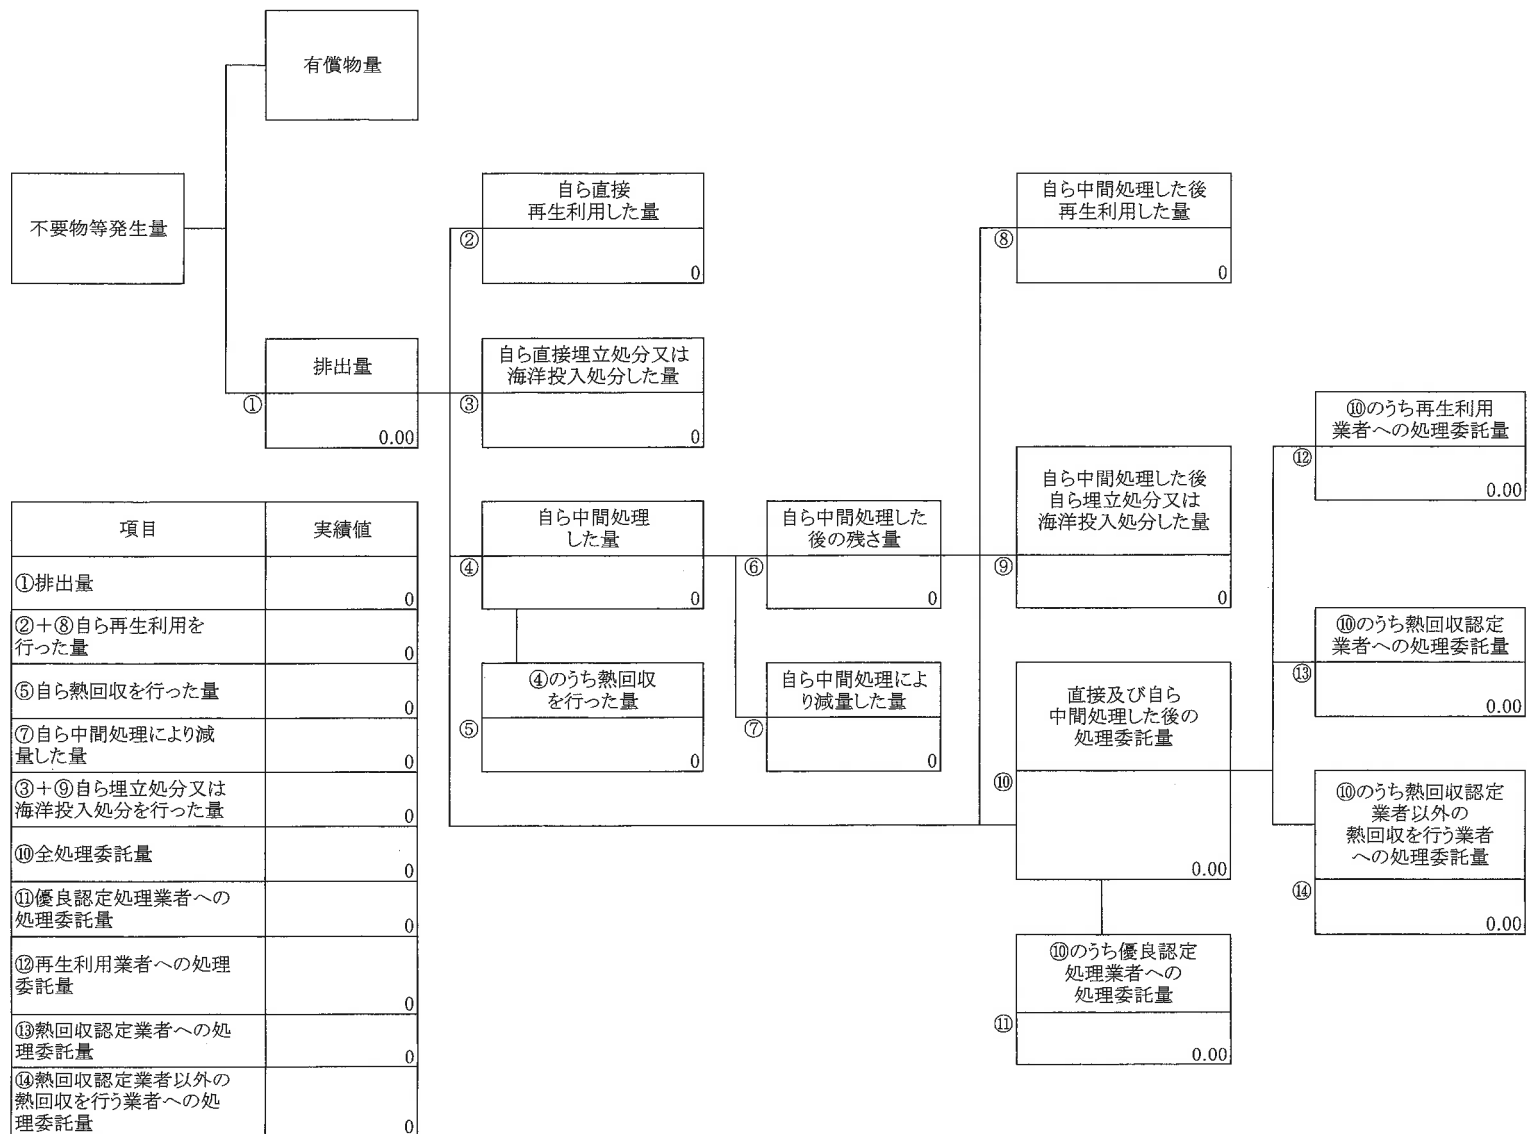 有償物量
不要物等発生量
排出量
①
0.00
自ら直接
再生利用した量
②
0
自ら直接埋立処分又は
海洋投入処分した量
③
0
自ら中間処理
した量
④
0
④のうち熱回収
を行った量
⑤
0
自ら中間処理した
後の残さ量
⑥
0
自ら中間処理によ
り減量した量
⑦
0
自ら中間処理した後
再生利用した量
⑧
0
自ら中間処理した後
自ら埋立処分又は
海洋投入処分した量
⑨
0
直接及び自ら
中間処理した後の
処理委託量
⑩
0.00
⑩のうち優良認定
処理業者への
処理委託量
⑪
0.00
⑩のうち再生利用
業者への処理委託量
⑫
0.00
⑩のうち熱回収認定
業者への処理委託量
⑬
0.00
⑩のうち熱回収認定
業者以外の
熱回収を行う業者
への処理委託量
⑭
0.00
項目 実績値
①排出量
0
②+⑧自ら再生利用を
行った量
0
⑤自ら熱回収を行った量
0
⑦自ら中間処理により減
量した量
0
③+⑨自ら埋立処分又は
海洋投入処分を行った量
0
⑩全処理委託量
0
⑪優良認定処理業者への
処理委託量
0
⑫再生利用業者への処理
委託量
0
⑬熱回収認定業者への処
理委託量
0
⑭熱回収認定業者以外の
熱回収を行う業者への処
理委託量
0